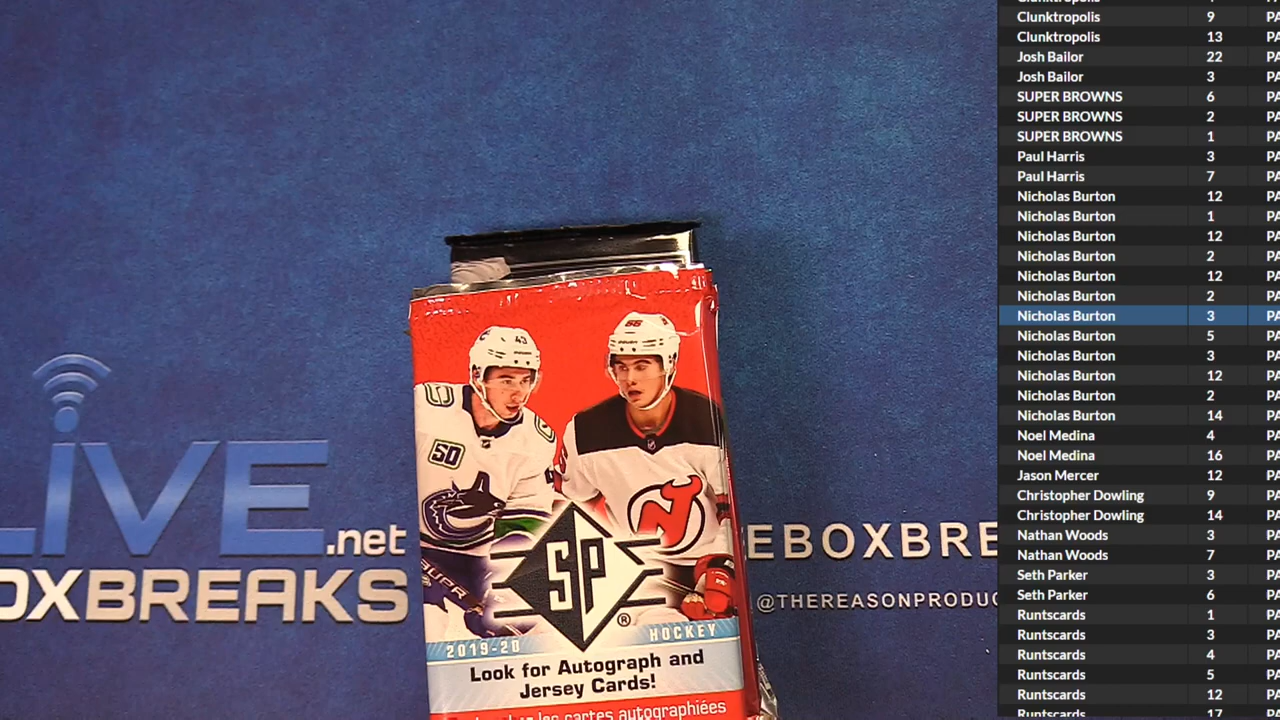 LiVE
.net
OXBREAKS
EBOXBRE
@THEREASONPRODUC
43
50
86
SP
®
2019-20 HOCKEY
Look for Autograph and
Jersey Cards!
les cartes autographiées
Clunktropolis
Clunktropolis 9 PA
Clunktropolis 13 PA
Josh Bailor 22 PA
Josh Bailor 3 PA
SUPER BROWNS 6 PA
SUPER BROWNS 2 PA
SUPER BROWNS 1 PA
Paul Harris 3 PA
Paul Harris 7 PA
Nicholas Burton 12 PA
Nicholas Burton 1 PA
Nicholas Burton 12 PA
Nicholas Burton 2 PA
Nicholas Burton 12 PA
Nicholas Burton 2 PA
Nicholas Burton 3 PA
Nicholas Burton 5 PA
Nicholas Burton 3 PA
Nicholas Burton 12 PA
Nicholas Burton 2 PA
Nicholas Burton 14 PA
Noel Medina 4 PA
Noel Medina 16 PA
Jason Mercer 12 PA
Christopher Dowling 9 PA
Christopher Dowling 14 PA
Nathan Woods 3 PA
Nathan Woods 7 PA
Seth Parker 3 PA
Seth Parker 6 PA
Runtscards 1 PA
Runtscards 3 PA
Runtscards 4 PA
Runtscards 5 PA
Runtscards 12 PA
Runtscards 17 PA